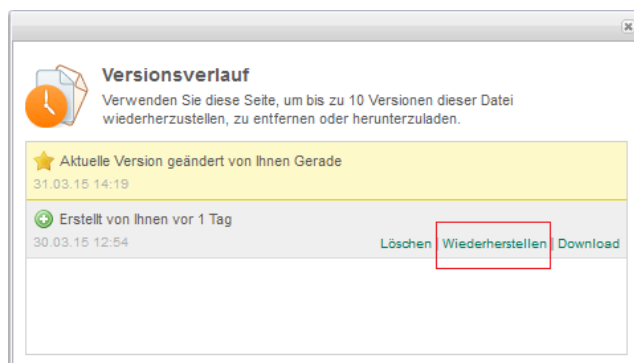 Versionsverlauf
Verwenden Sie diese Seite, um bis zu 10 Versionen dieser Datei
wiederherzustellen, zu entfernen oder herunterzuladen.
Aktuelle Version geändert von Ihnen Gerade
31.03.15 14:19
Erstellt von Ihnen vor 1 Tag
30.03.15 12:54
Löschen | Wiederherstellen | Download